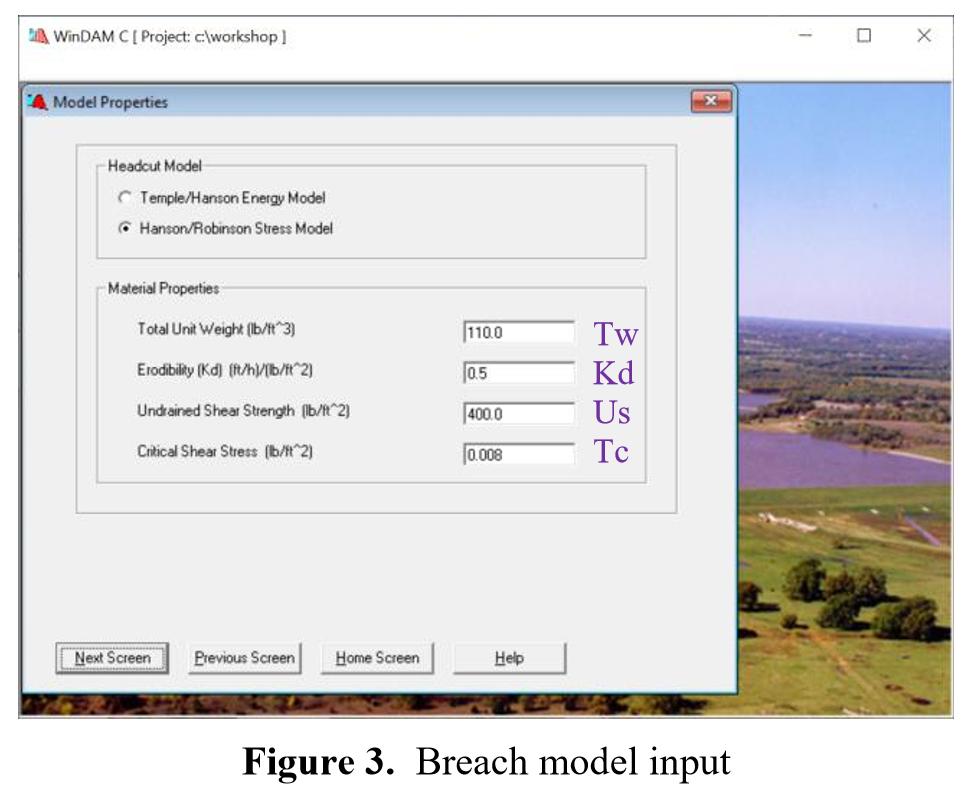 WinDAM C [ Project: c:\workshop ]
Model Properties
Headcut Model
Temple/Hanson Energy Model
Hanson/Robinson Stress Model
Material Properties
Total Unit Weight (lb/ft^3) 110.0 Tw
Erodibility (Kd) (ft/h)/(lb/ft^2) 0.5 Kd
Undrained Shear Strength (lb/ft^2) 400.0 Us
Critical Shear Stress (lb/ft^2) 0.008 Tc
Next Screen Previous Screen Home Screen Help
Figure 3. Breach model input